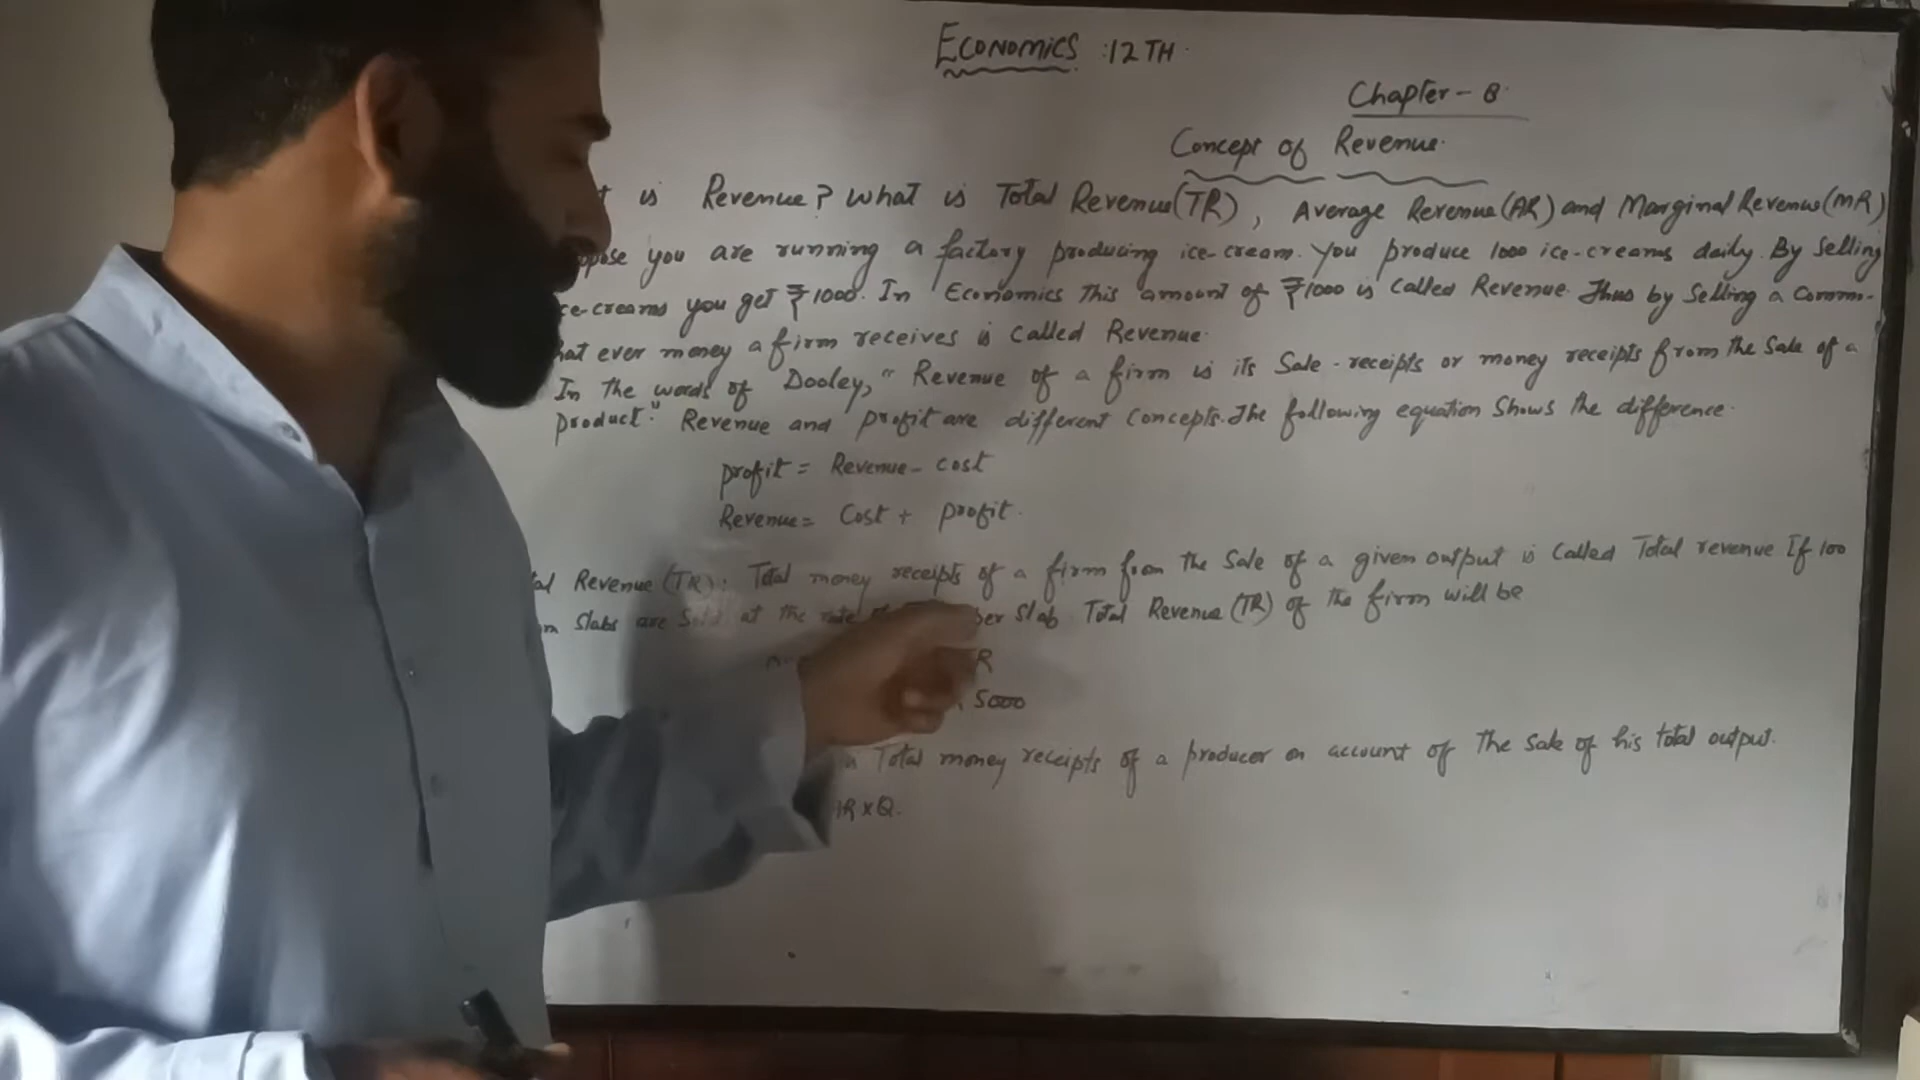 Economics : 12TH
Chapter - 8
Concept of Revenue
is Revenue? What is Total Revenue (TR), Average Revenue (AR) and Marginal Revenue (MR)
you are running a factory producing ice-cream. You produce 1000 ice-creams daily. By selling
ce-creams you get ₹1000. In Economics this amount of ₹1000 is called Revenue. Thus by selling a Comm-
hat ever money a firm receives is called Revenue.
In the words of Dooley, "Revenue of a firm is its Sale-receipts or money receipts from the Sale of a
product." Revenue and profit are different Concepts. The following equation Shows the difference.
profit = Revenue - cost
Revenue = Cost + profit.
al Revenue (TR): Total money receipts of a firm from the Sale of a given output is Called Total revenue If 100
m Slabs are Sold at the rate per Slab Total Revenue (TR) of the firm will be
R
5000
Total money receipts of a producer on account of The Sale of his total output.
R x Q.